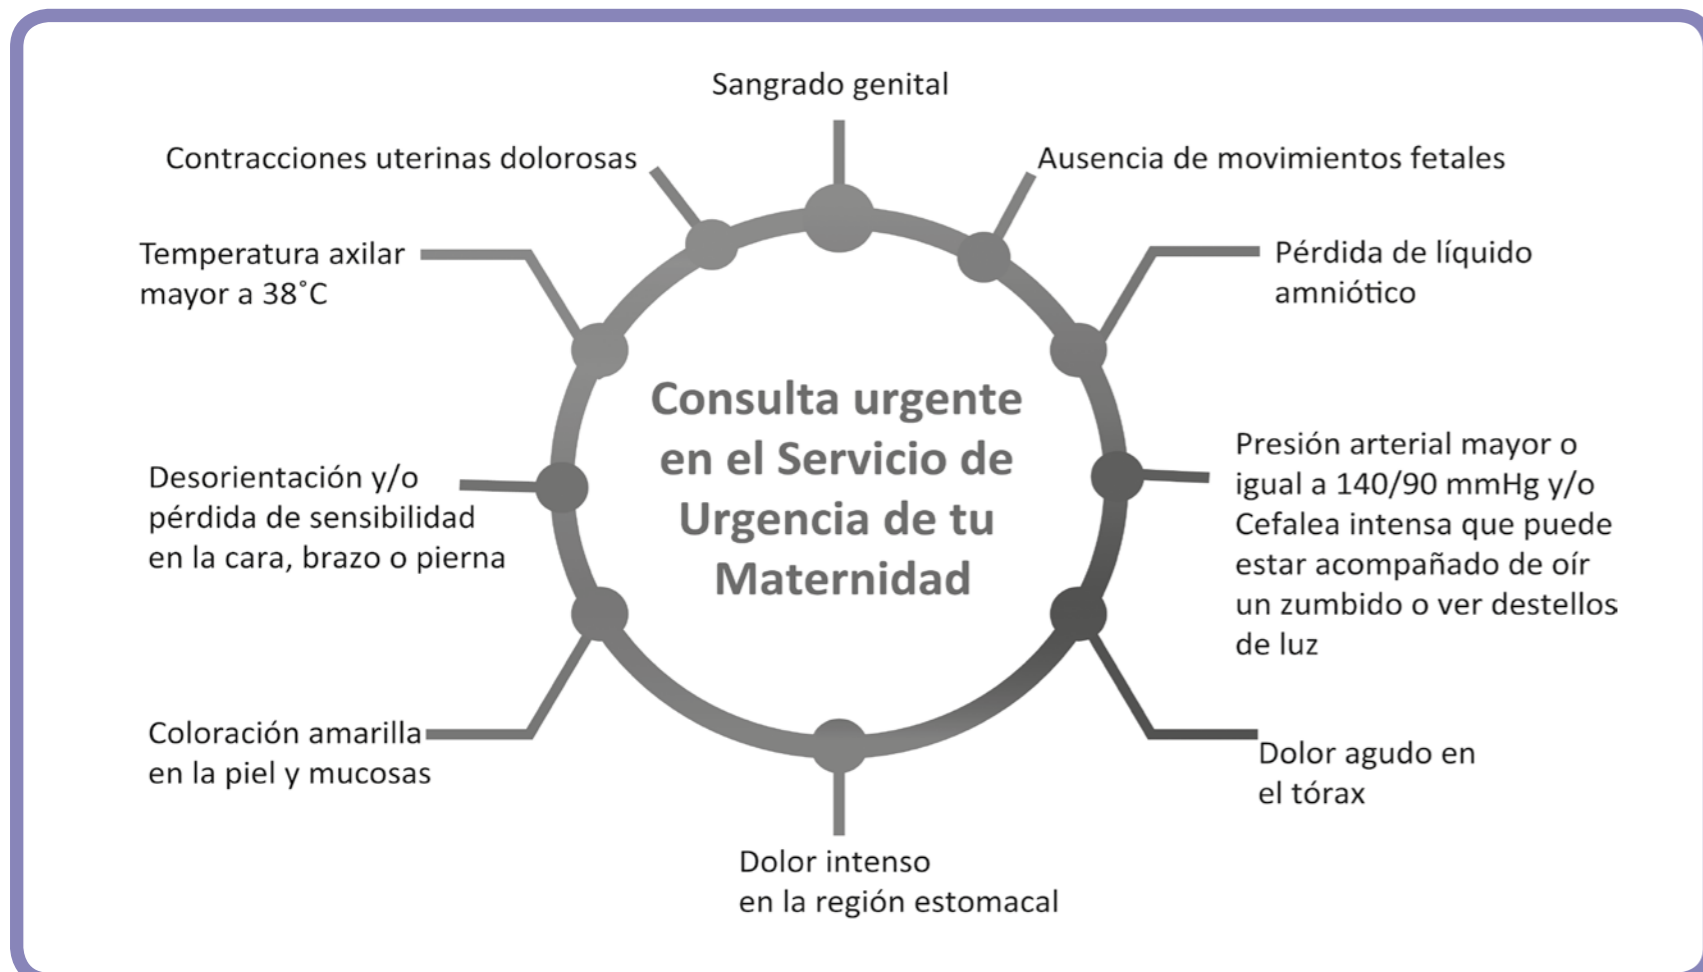 Sangrado genital
Contracciones uterinas dolorosas
Ausencia de movimientos fetales
Temperatura axilar
mayor a 38˚C
Pérdida de líquido
amniótico
Consulta urgente
en el Servicio de
Urgencia de tu
Maternidad
Desorientación y/o
pérdida de sensibilidad
en la cara, brazo o pierna
Presión arterial mayor o
igual a 140/90 mmHg y/o
Cefalea intensa que puede
estar acompañado de oír
un zumbido o ver destellos
de luz
Coloración amarilla
en la piel y mucosas
Dolor agudo en
el tórax
Dolor intenso
en la región estomacal